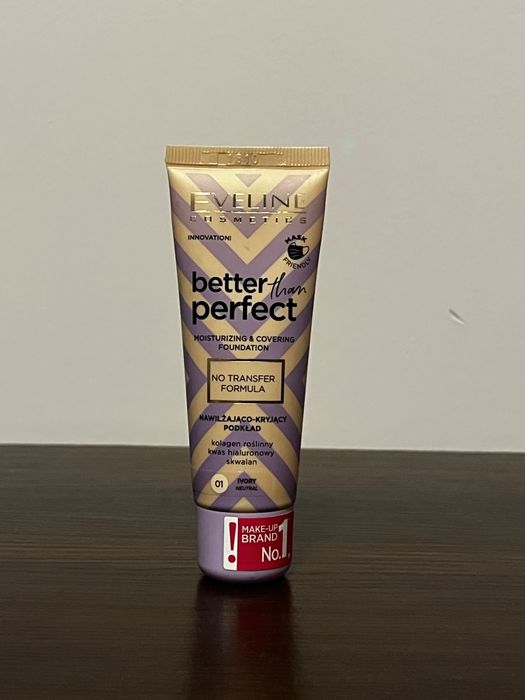 EVELINE
COSMETICS
INNOVATION!
MASK
FRIENDLY
better than
perfect
MOISTURIZING & COVERING
FOUNDATION
NO TRANSFER
FORMULA
NAWILŻAJĄCO-KRYJĄCY
PODKŁAD
kolagen roślinny
kwas hialuronowy
skwalan
01
IVORY
NEUTRAL
! MAKE-UP
BRAND
No.1